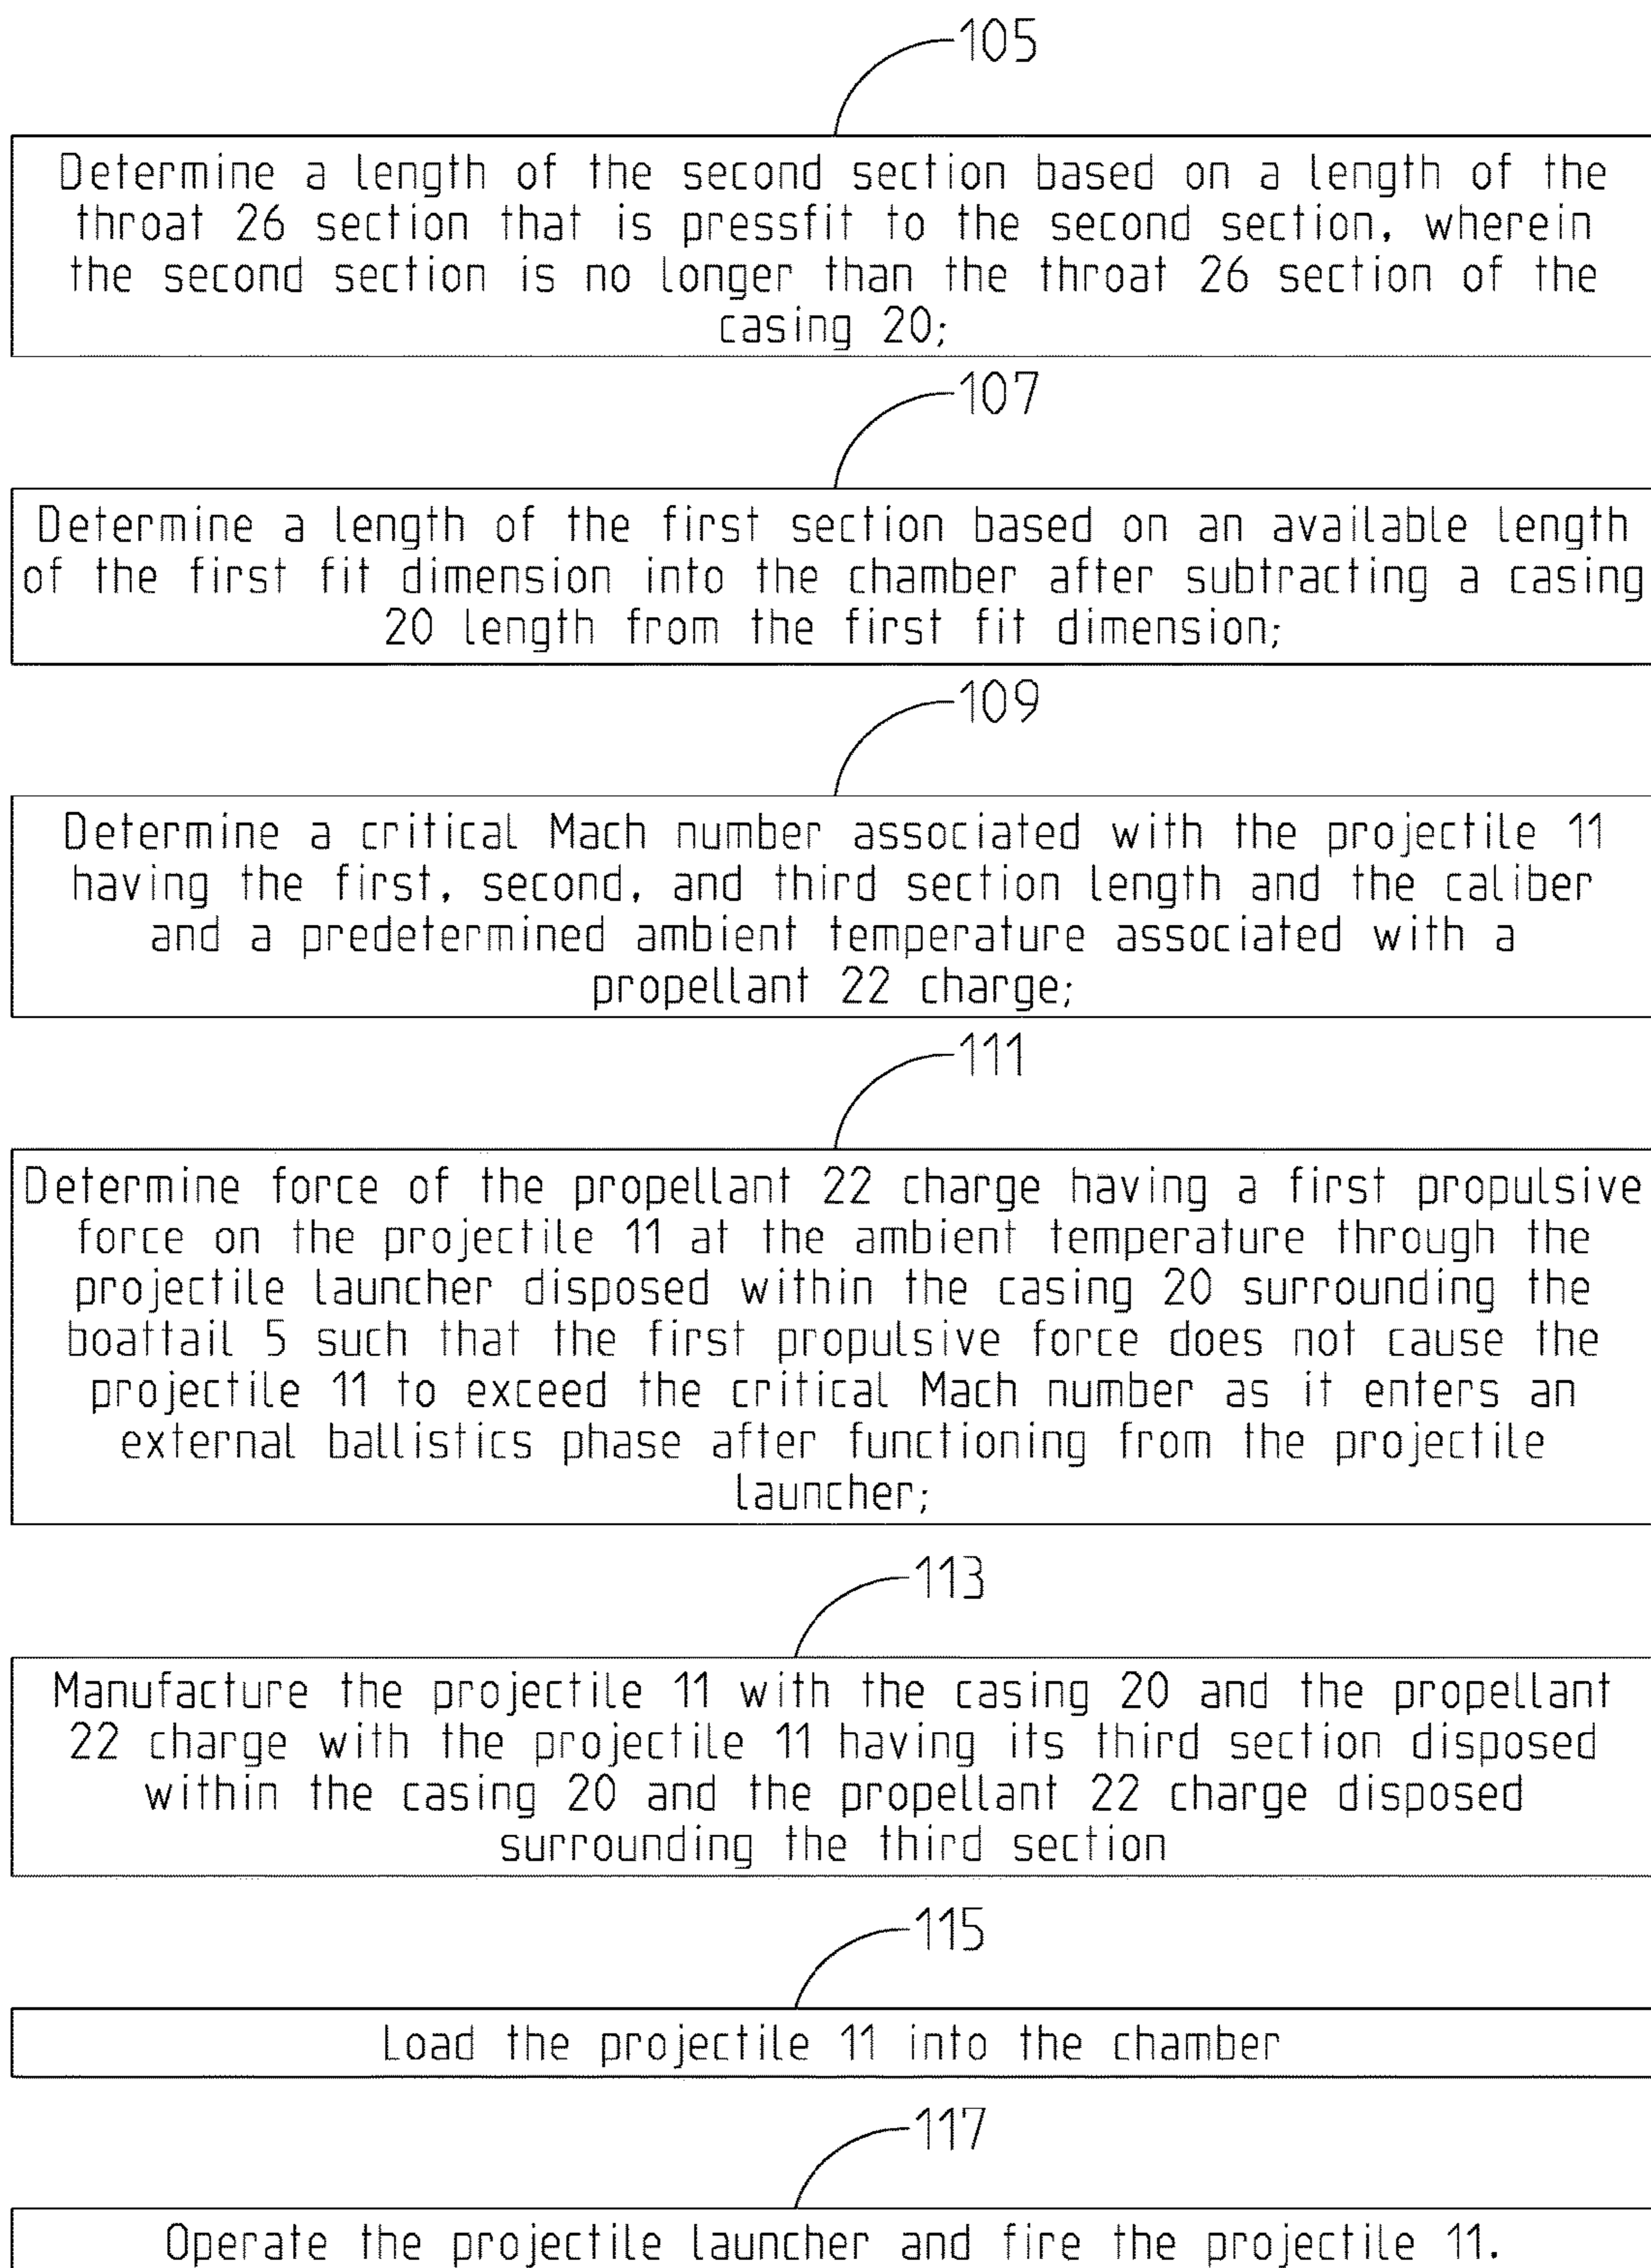 105
Determine a length of the second section based on a length of the
throat 26 section that is pressfit to the second section, wherein
the second section is no longer than the throat 26 section of the
casing 20;
107
Determine a length of the first section based on an available length
of the first fit dimension into the chamber after subtracting a casing
20 length from the first fit dimension;
109
Determine a critical Mach number associated with the projectile 11
having the first, second, and third section length and the caliber
and a predetermined ambient temperature associated with a
propellant 22 charge;
111
Determine force of the propellant 22 charge having a first propulsive
force on the projectile 11 at the ambient temperature through the
projectile launcher disposed within the casing 20 surrounding the
boattail 5 such that the first propulsive force does not cause the
projectile 11 to exceed the critical Mach number as it enters an
external ballistics phase after functioning from the projectile
launcher;
113
Manufacture the projectile 11 with the casing 20 and the propellant
22 charge with the projectile 11 having its third section disposed
within the casing 20 and the propellant 22 charge disposed
surrounding the third section
115
Load the projectile 11 into the chamber
117
Operate the projectile launcher and fire the projectile 11.